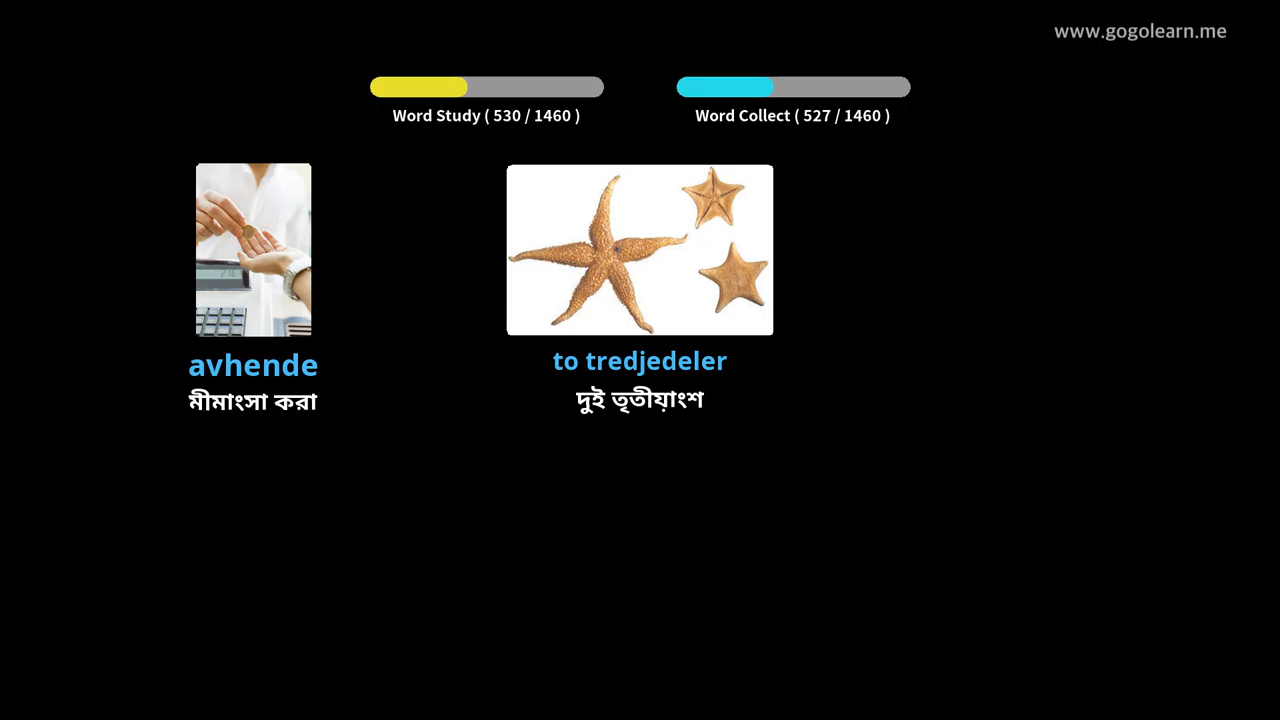 www.gogolearn.me
Word Study ( 530 / 1460 )
Word Collect ( 527 / 1460 )
avhende
মীমাংসা করা
to tredjedeler
দুই তৃতীয়াংশ